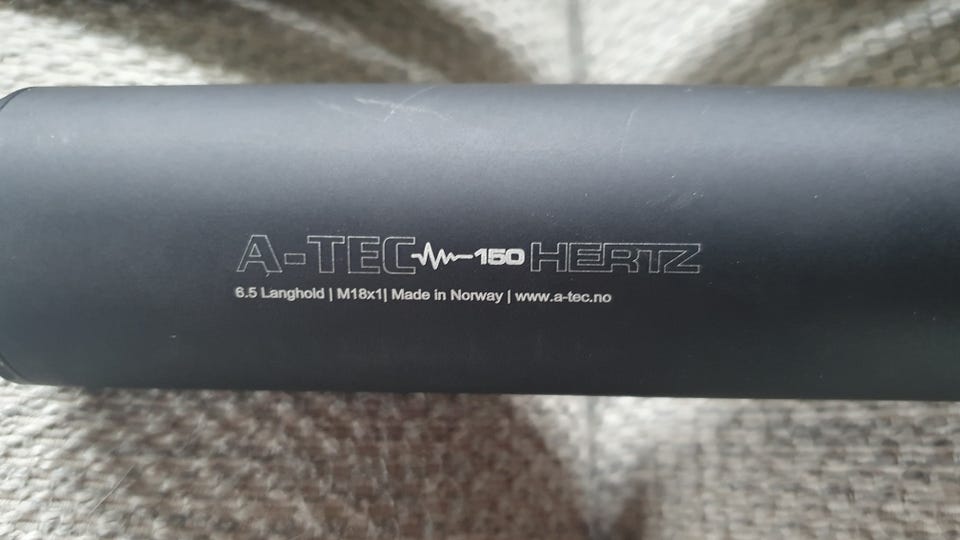 A-TEC 150 HERTZ
6.5 Langhold | M18x1| Made in Norway | www.a-tec.no